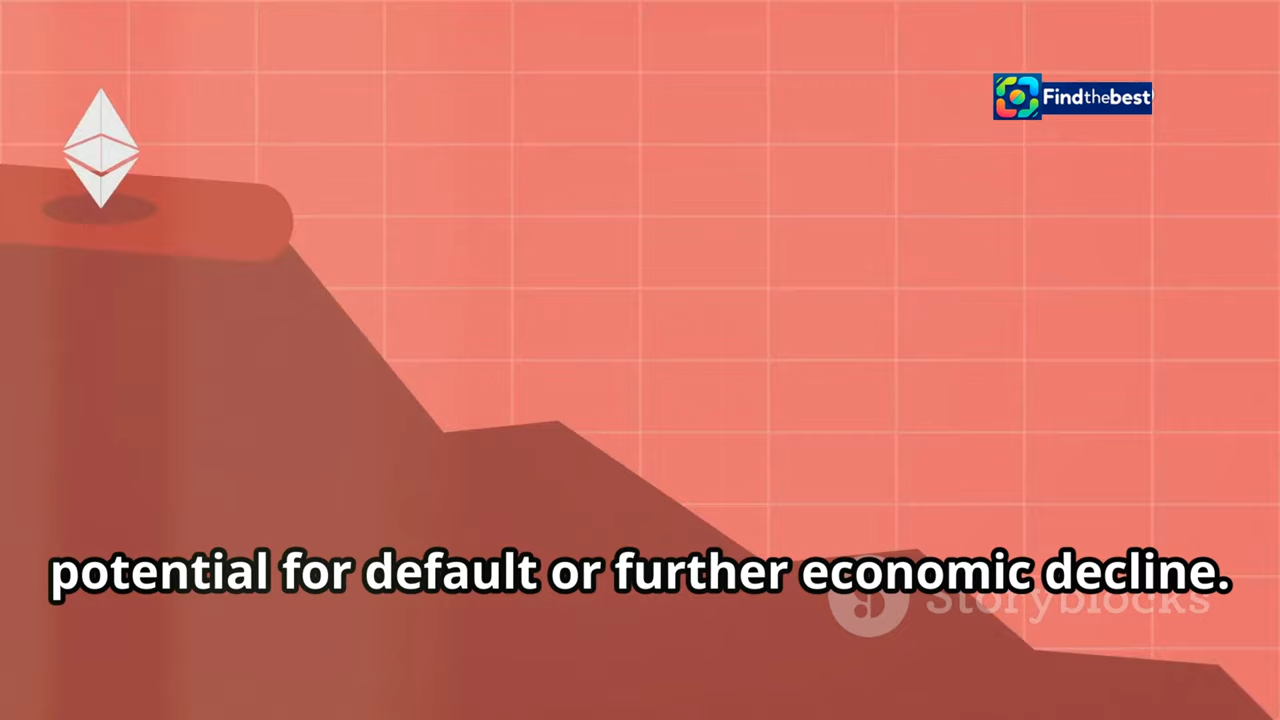 Findthebest
potential for default or further economic decline.
Storyblocks